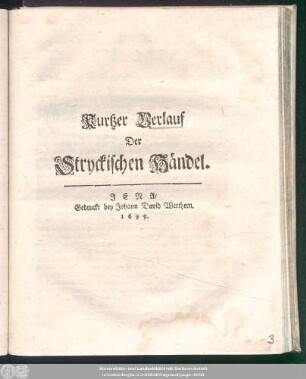 Kurtzer Verlauf
Der
Stryckischen Händel.
JENA/
Gedruckt bey Johann David Werthern.
1699.
3